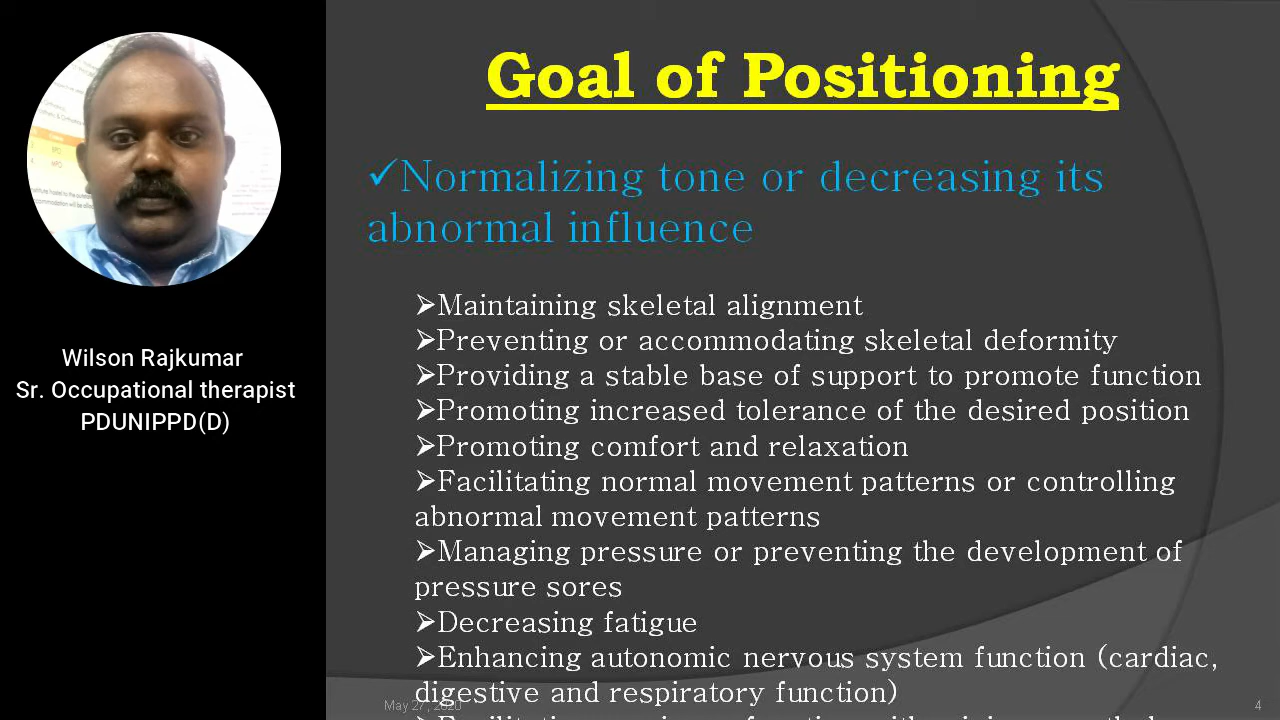 Goal of Positioning
✓Normalizing tone or decreasing its
abnormal influence
➢Maintaining skeletal alignment
➢Preventing or accommodating skeletal deformity
➢Providing a stable base of support to promote function
➢Promoting increased tolerance of the desired position
➢Promoting comfort and relaxation
➢Facilitating normal movement patterns or controlling
abnormal movement patterns
➢Managing pressure or preventing the development of
pressure sores
➢Decreasing fatigue
➢Enhancing autonomic nervous system function (cardiac,
digestive and respiratory function)
May 27, 2020
4
Wilson Rajkumar
Sr. Occupational therapist
PDUNIPPD(D)